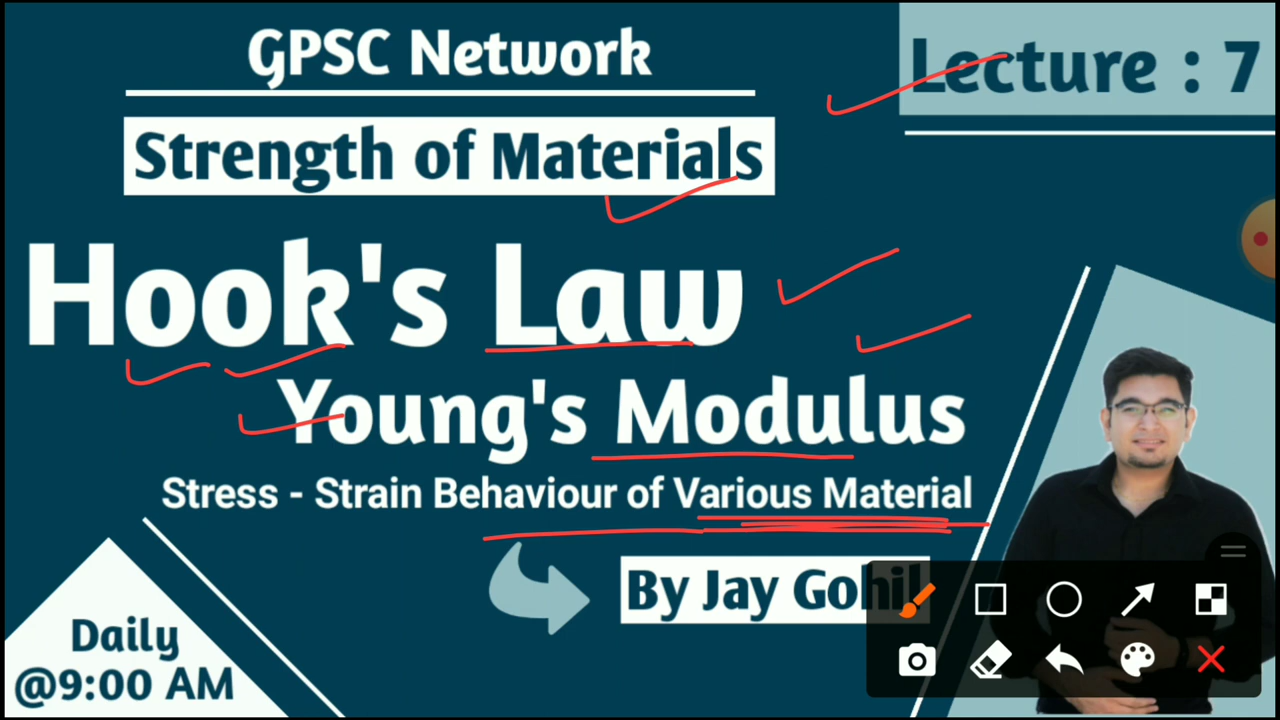 GPSC Network
Lecture : 7
Strength of Materials
Hook's Law
Young's Modulus
Stress - Strain Behaviour of Various Material
By Jay Gohil
Daily
@9:00 AM